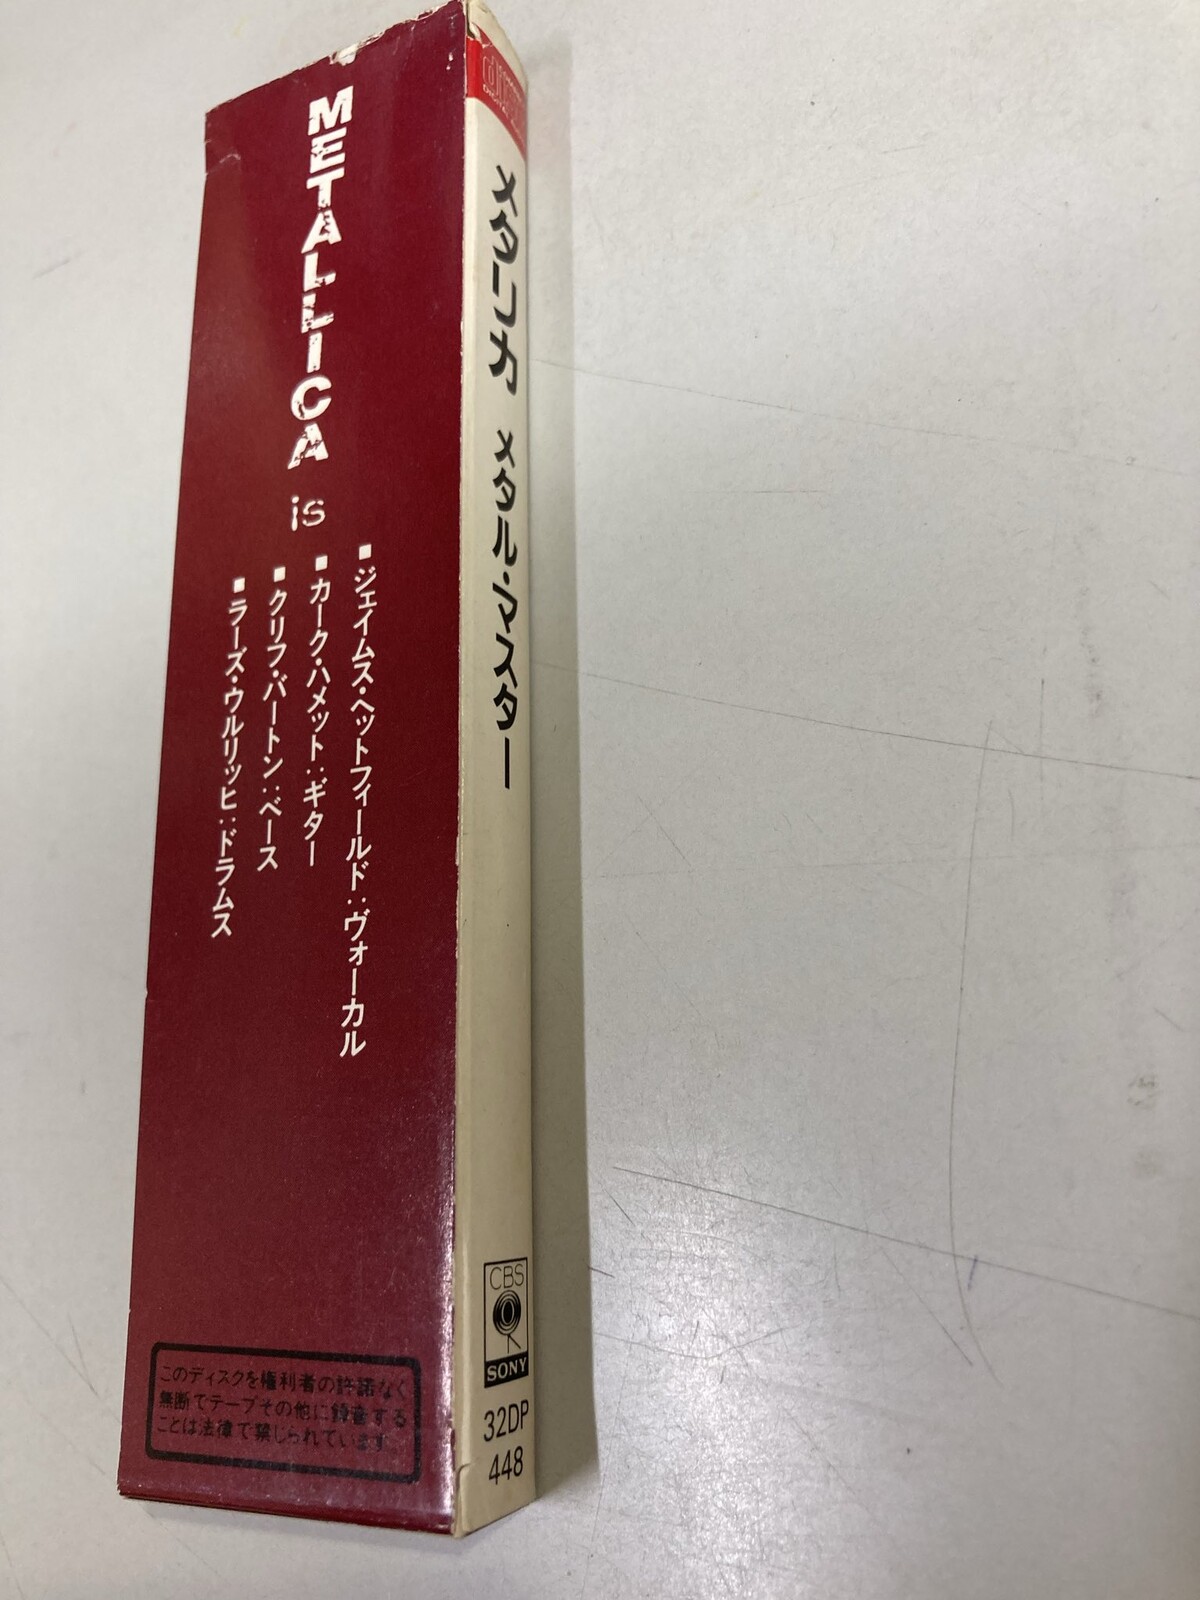 METALLICA is
■ジェイムス・ヘットフィールド：ヴォーカル
■カーク・ハメット：ギター
■クリフ・バートン：ベース
■ラーズ・ウルリッヒ：ドラムス
このディスクを権利者の許諾なく
無断でテープその他に録音する
ことは法律で禁じられています
メタリカ メタル・マスター
CBS
SONY
32DP
448